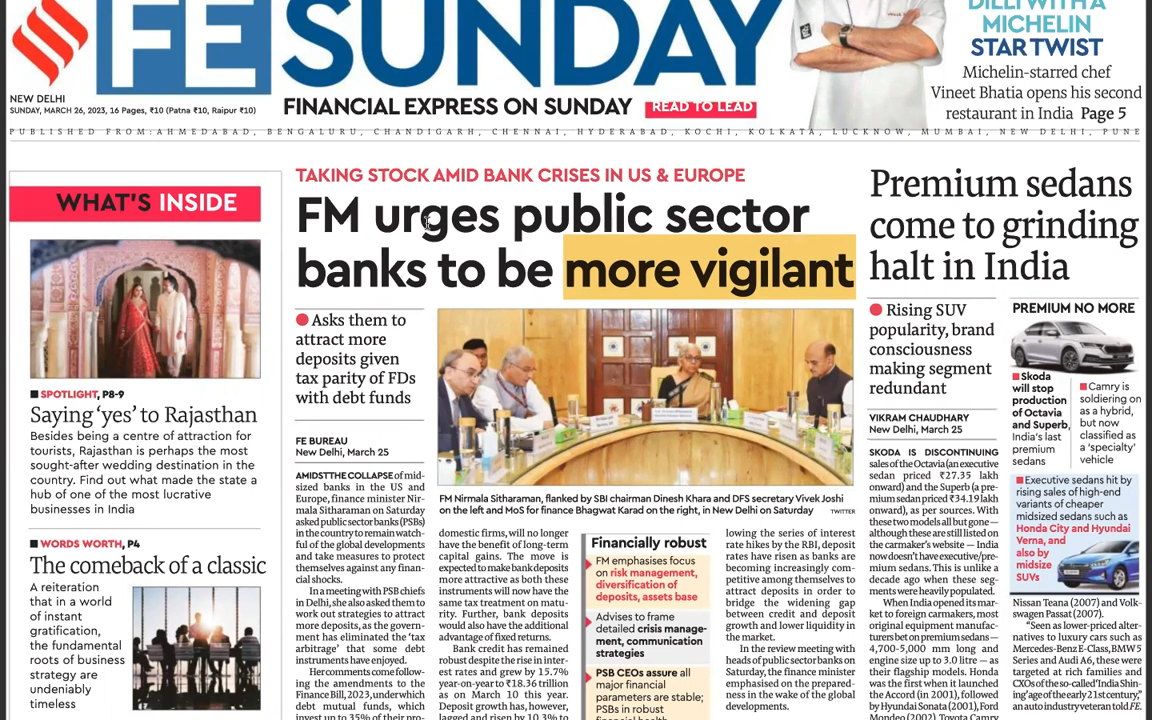 DILLI WITH A
MICHELIN
STAR TWIST
Michelin-starred chef
Vineet Bhatia opens his second
restaurant in India Page 5
FE SUNDAY
NEW DELHI
SUNDAY, MARCH 26, 2023, 16 Pages, ₹10 (Patna ₹10, Raipur ₹10)
FINANCIAL EXPRESS ON SUNDAY
READ TO LEAD
PUBLISHED FROM: AHMEDABAD, BENGALURU, CHANDIGARH, CHENNAI, HYDERABAD, KOCHI, KOLKATA, LUCKNOW, MUMBAI, NEW DELHI, PUNE
WHAT'S INSIDE
SPOTLIGHT, P8-9
Saying 'yes' to Rajasthan
Besides being a centre of attraction for
tourists, Rajasthan is perhaps the most
sought-after wedding destination in the
country. Find out what made the state a
hub of one of the most lucrative
businesses in India
WORDS WORTH, P4
The comeback of a classic
A reiteration
that in a world
of instant
gratification,
the fundamental
roots of business
strategy are
undeniably
timeless
TAKING STOCK AMID BANK CRISES IN US & EUROPE
FM urges public sector
banks to be more vigilant
Asks them to
attract more
deposits given
tax parity of FDs
with debt funds
FE BUREAU
New Delhi, March 25
AMIDST THE COLLAPSE of mid-
sized banks in the US and
Europe, finance minister Nir-
mala Sitharaman on Saturday
asked public sector banks (PSBs)
in the country to remain watch-
ful of the global developments
and take measures to protect
themselves against any finan-
cial shocks.
In a meeting with PSB chiefs
in Delhi, she also asked them to
work out strategies to attract
more deposits, as the govern-
ment has eliminated the 'tax
arbitrage' that some debt
instruments have enjoyed.
Her comments come follow-
ing the amendments to the
Finance Bill, 2023, under which
debt mutual funds, which
invest up to 35% of their pro-
FM Nirmala Sitharaman, flanked by SBI chairman Dinesh Khara and DFS secretary Vivek Joshi
on the left and MoS for finance Bhagwat Karad on the right, in New Delhi on Saturday
TWITTER
domestic firms, will no longer
have the benefit of long-term
capital gains. The move is
expected to make bank deposits
more attractive as both these
instruments will now have the
same tax treatment on matu-
rity. Further, bank deposits
would also have the additional
advantage of fixed returns.
Bank credit has remained
robust despite the rise in inter-
est rates and grew by 15.7%
year-on-year to ₹18.36 trillion
as on March 10 this year.
Deposit growth has, however,
lagged and risen by 10.3% to
Financially robust
FM emphasises focus
on risk management,
diversification of
deposits, assets base
Advises to frame
detailed crisis manage-
ment, communication
strategies
PSB CEOs assure all
major financial
parameters are stable;
PSBs in robust
financial health
lowing the series of interest
rate hikes by the RBI, deposit
rates have risen as banks are
becoming increasingly com-
petitive among themselves to
attract deposits in order to
bridge the widening gap
between credit and deposit
growth and lower liquidity in
the market.
In the review meeting with
heads of public sector banks on
Saturday, the finance minister
emphasised on the prepared-
ness in the wake of the global
developments.
Premium sedans
come to grinding
halt in India
Rising SUV
popularity, brand
consciousness
making segment
redundant
VIKRAM CHAUDHARY
New Delhi, March 25
SKODA IS DISCONTINUING
sales of the Octavia (an executive
sedan priced ₹27.35 lakh
onward) and the Superb (a pre-
mium sedan priced ₹34.19 lakh
onward), as per sources. With
these two models all but gone—
although these are still listed on
the carmaker's website — India
now doesn't have executive/pre-
mium sedans. This is unlike a
decade ago when these seg-
ments were heavily populated.
When India opened its mar-
ket to foreign carmakers, most
original equipment manufac-
turers bet on premium sedans—
4,700-5,000 mm long and
engine size up to 3.0 litre — as
their flagship models. Honda
was the first when it launched
the Accord (in 2001), followed
by Hyundai Sonata (2001), Ford
Mondeo (2002), Toyota Camry
PREMIUM NO MORE
Skoda
will stop
production
of Octavia
and Superb,
India's last
premium
sedans
Camry is
soldiering on
as a hybrid,
but now
classified as
a 'specialty'
vehicle
Executive sedans hit by
rising sales of high-end
variants of cheaper
midsized sedans such as
Honda City and Hyundai
Verna, and
also by
midsize
SUVs
Nissan Teana (2007) and Volk-
swagen Passat (2007).
"Seen as lower-priced alter-
natives to luxury cars such as
Mercedes-Benz E-Class, BMW 5
Series and Audi A6, these were
targeted at rich families and
CXOs of the so-called 'India Shin-
ing' age of the early 21st century,"
an auto industry veteran told FE.